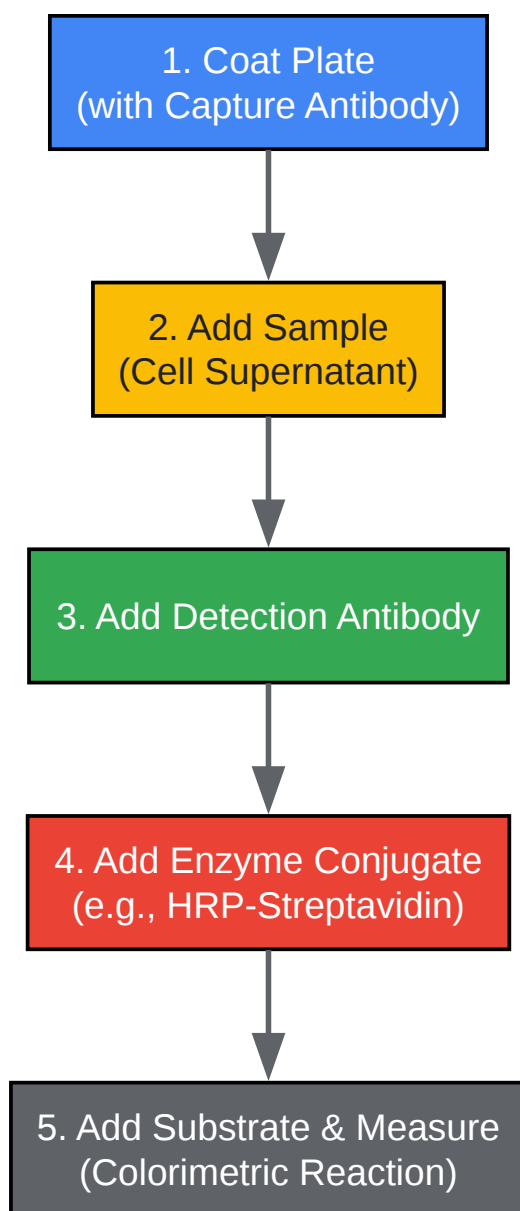 1. Coat Plate
(with Capture Antibody)
2. Add Sample
(Cell Supernatant)
3. Add Detection Antibody
4. Add Enzyme Conjugate
(e.g., HRP-Streptavidin)
5. Add Substrate & Measure
(Colorimetric Reaction)